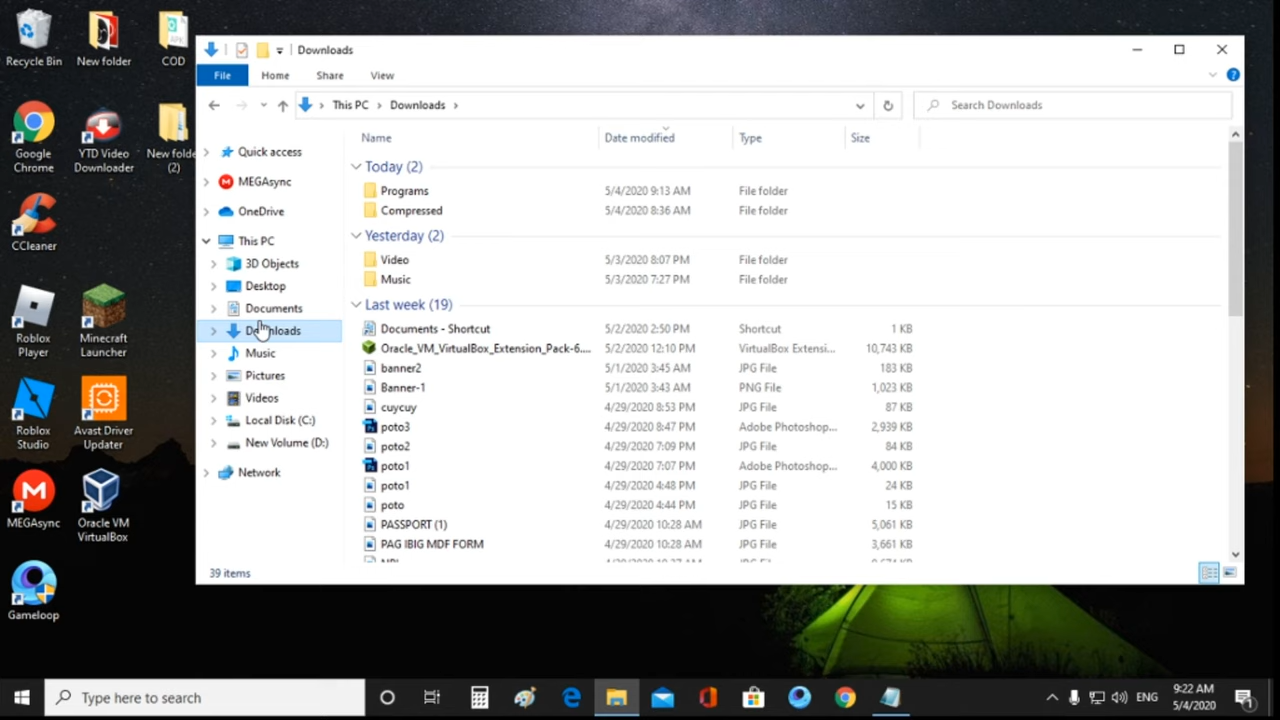 Recycle Bin
New folder
COD
Google Chrome
YTD Video Downloader
New folde (2)
CCleaner
Roblox Player
Minecraft Launcher
Roblox Studio
Avast Driver Updater
MEGAsync
Oracle VM VirtualBox
Gameloop
Downloads
File Home Share View
This PC > Downloads >
Search Downloads
Quick access
MEGAsync
OneDrive
This PC
3D Objects
Desktop
Documents
Downloads
Music
Pictures
Videos
Local Disk (C:)
New Volume (D:)
Network
Name Date modified Type Size
Today (2)
Programs 5/4/2020 9:13 AM File folder
Compressed 5/4/2020 8:36 AM File folder
Yesterday (2)
Video 5/3/2020 8:07 PM File folder
Music 5/3/2020 7:27 PM File folder
Last week (19)
Documents - Shortcut 5/2/2020 2:50 PM Shortcut 1 KB
Oracle_VM_VirtualBox_Extension_Pack-6.... 5/2/2020 12:10 PM VirtualBox Extensi... 10,743 KB
banner2 5/1/2020 3:45 AM JPG File 183 KB
Banner-1 5/1/2020 3:43 AM PNG File 1,023 KB
cuycuy 4/29/2020 8:53 PM JPG File 87 KB
poto3 4/29/2020 8:47 PM Adobe Photoshop... 2,939 KB
poto2 4/29/2020 7:09 PM JPG File 84 KB
poto1 4/29/2020 7:07 PM Adobe Photoshop... 4,000 KB
poto1 4/29/2020 4:48 PM JPG File 24 KB
poto 4/29/2020 4:44 PM JPG File 15 KB
PASSPORT (1) 4/29/2020 10:28 AM JPG File 5,061 KB
PAG IBIG MDF FORM 4/29/2020 10:28 AM JPG File 3,661 KB
39 items
Type here to search
ENG
9:22 AM
5/4/2020
1